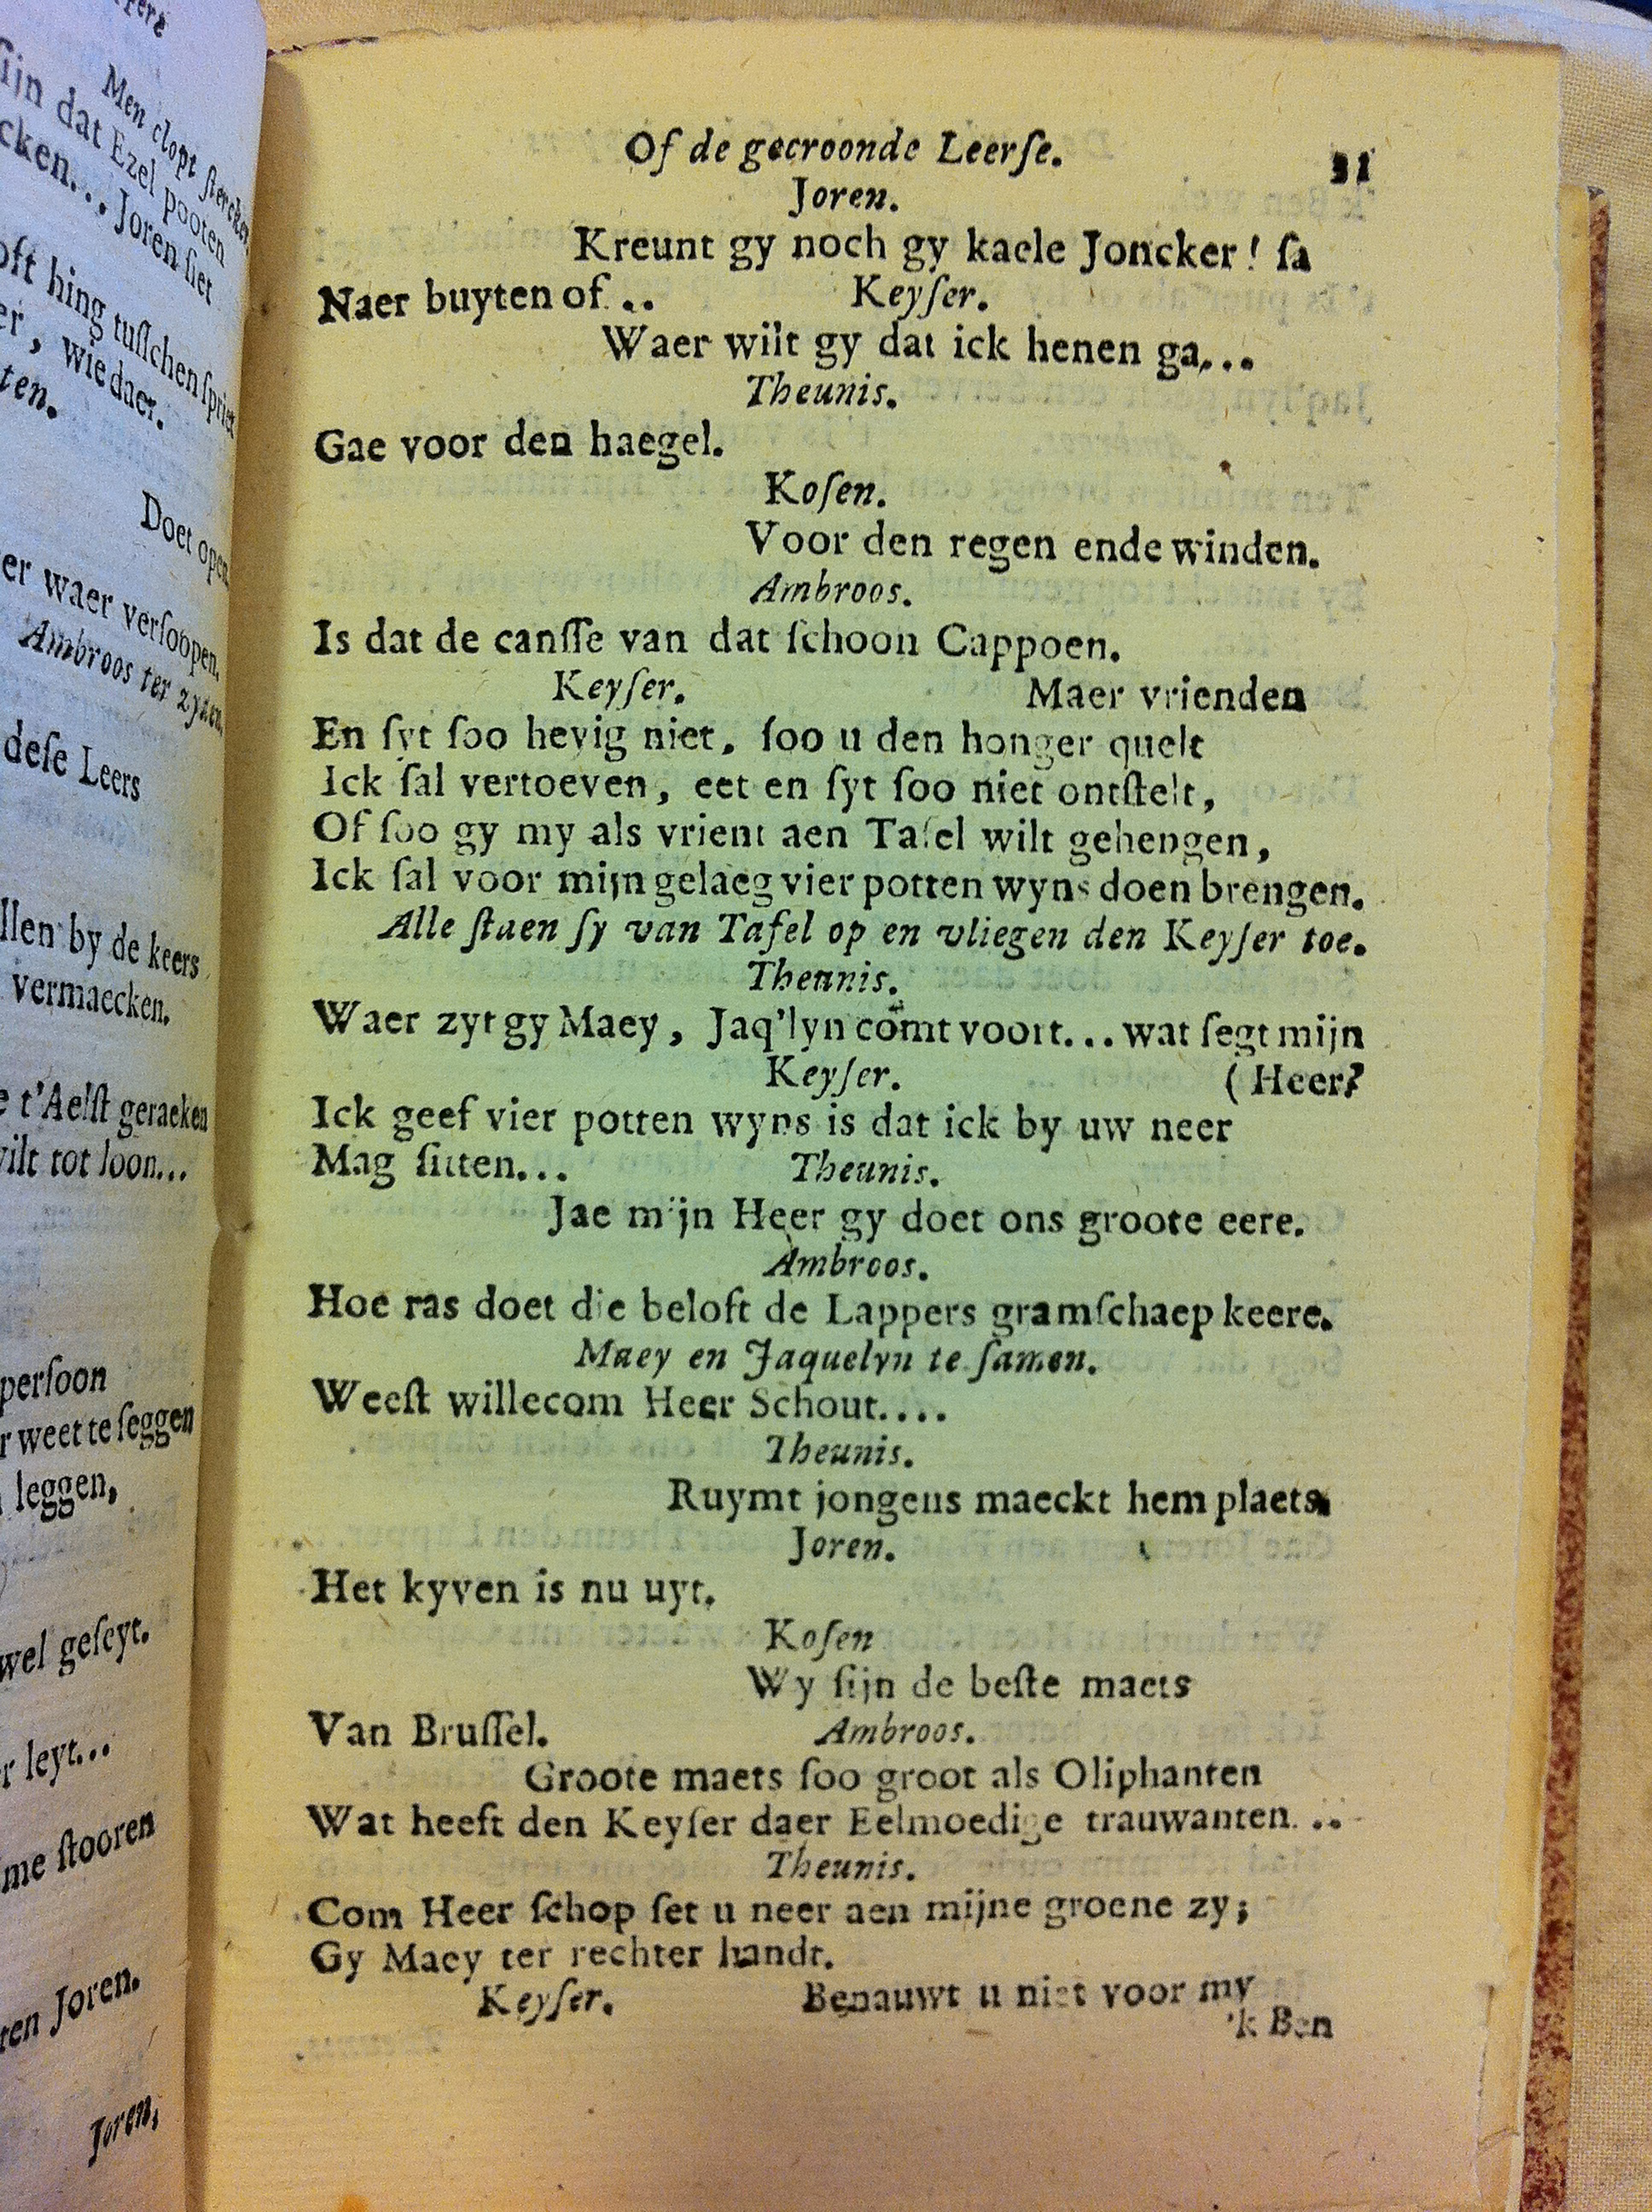 pere
Men clopt stercker
sijn dat Ezel pooten
cken... Joren siet
oft hing tusschen spriet
er, wie daer.
ten.
Doet open
er waer versoopen.
Ambroos ter zyden.
dese Leers
llen by de keers
vermaecken.
e t'Aelst geraeken
wilt tot loon...
persoon
r weet te seggen
leggen,
wel geseyt.
r leyt...
me stooren
ten Joren.
Joren,
Of de gecroonde Leerſe. 31
Joren.
Kreunt gy noch gy kaele Joncker! ſa
Naer buyten of .. Keyſer.
Waer wilt gy dat ick henen ga...
Theunis.
Gae voor den haegel.
Koſen.
Voor den regen ende winden.
Ambroos.
Is dat de canſſe van dat ſchoon Cappoen.
Keyſer. Maer vrienden
En ſyt ſoo hevig niet, ſoo u den honger quelt
Ick ſal vertoeven, eet en ſyt ſoo niet ontſtelt,
Of ſoo gy my als vrient aen Tafel wilt gehengen,
Ick ſal voor mijn gelaeg vier potten wyns doen brengen.
Alle ſtaen ſy van Tafel op en vliegen den Keyſer toe.
Theunis.
Waer zyt gy Maey, Jaq'lyn comt voort... wat ſegt mijn
Keyſer. (Heer?
Ick geef vier potten wyns is dat ick by uw neer
Mag ſitten... Theunis.
Jae mijn Heer gy doet ons groote eere.
Ambroos.
Hoe ras doet die beloft de Lappers gramſchaep keere.
Maey en Jaquelyn te ſamen.
Weeſt willecom Heer Schout....
Theunis.
Ruymt jongens maeckt hem plaets.
Joren.
Het kyven is nu uyt.
Koſen
Wy ſijn de beſte maets
Van Bruſſel. Ambroos.
Groote maets ſoo groot als Oliphanten
Wat heeft den Keyſer daer Eelmoedige trauwanten...
Theunis.
Com Heer ſchop ſet u neer aen mijne groene zy;
Gy Maey ter rechter handt.
Keyſer. Benauwt u niet voor my
'k Ben